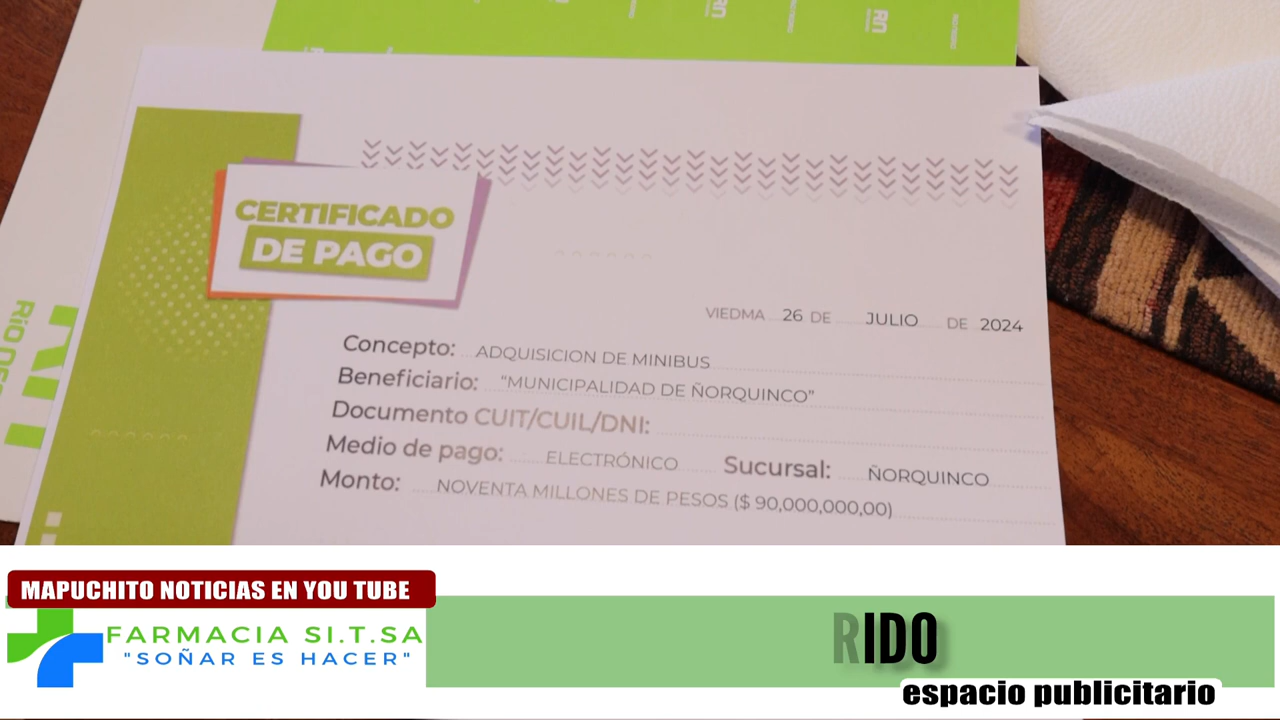 RN
RN
CERTIFICADO
DE PAGO
VIEDMA 26 DE JULIO DE 2024
Concepto: ADQUISICION DE MINIBUS
Beneficiario: "MUNICIPALIDAD DE ÑORQUINCO"
Documento CUIT/CUIL/DNI:
Medio de pago: ELECTRÓNICO Sucursal: ÑORQUINCO
Monto: NOVENTA MILLONES DE PESOS ($ 90,000,000,00)
MAPUCHITO NOTICIAS EN YOU TUBE
FARMACIA SI.T.SA
"SOÑAR ES HACER"
RIDO
espacio publicitario